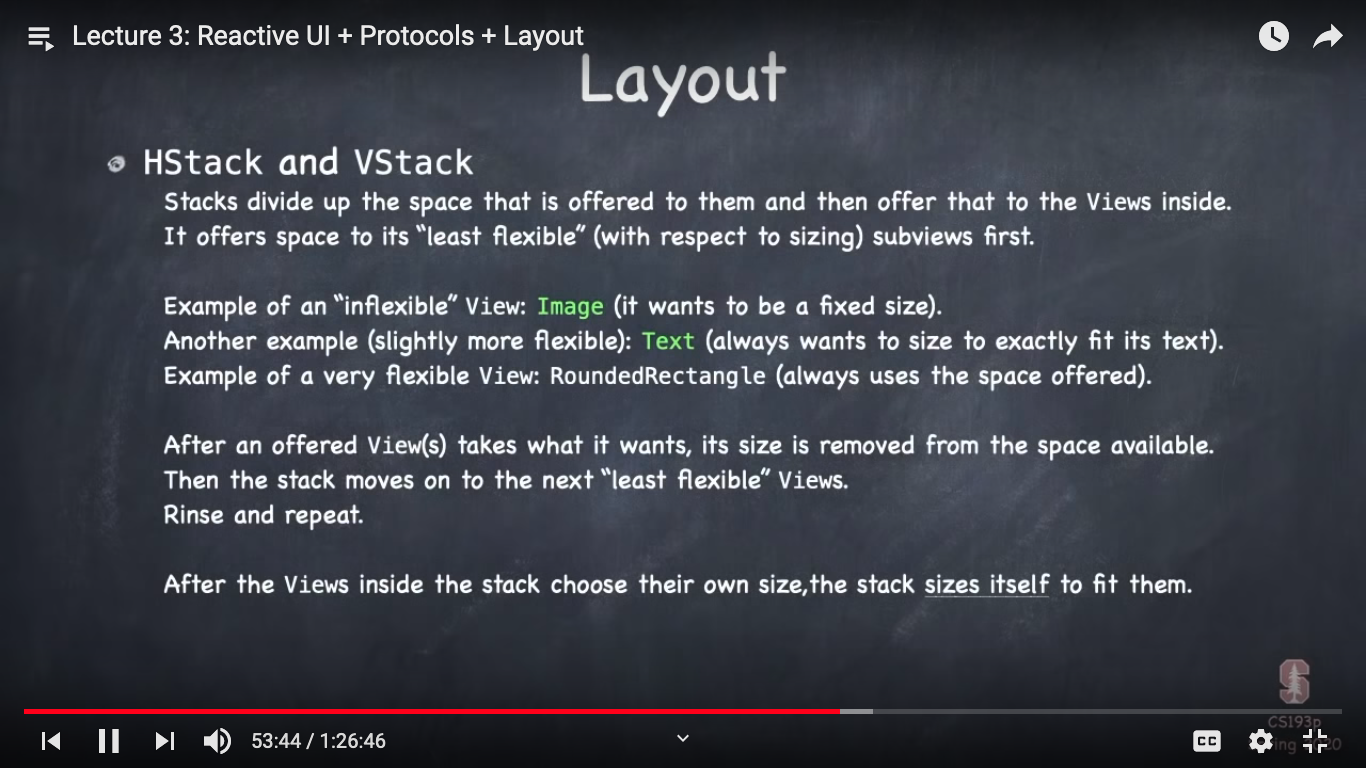 Lecture 3: Reactive UI + Protocols + Layout
Layout
HStack and VStack
Stacks divide up the space that is offered to them and then offer that to the Views inside.
It offers space to its “least flexible” (with respect to sizing) subviews first.
Example of an “inflexible” View: Image (it wants to be a fixed size).
Another example (slightly more flexible): Text (always wants to size to exactly fit its text).
Example of a very flexible View: RoundedRectangle (always uses the space offered).
After an offered View(s) takes what it wants, its size is removed from the space available.
Then the stack moves on to the next “least flexible” Views.
Rinse and repeat.
After the Views inside the stack choose their own size,the stack sizes itself to fit them.
S
CS193p
53:44 / 1:26:46
CC